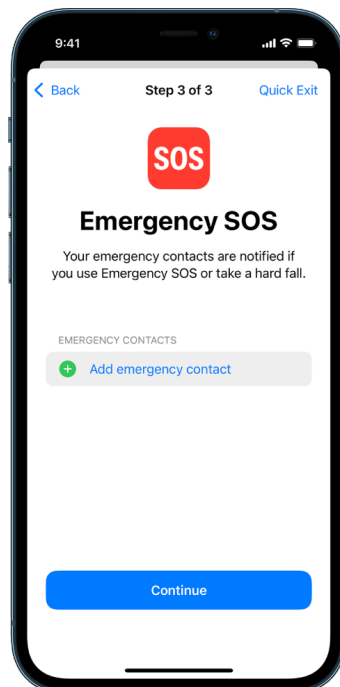 9:41
Back Step 3 of 3 Quick Exit
SOS
Emergency SOS
Your emergency contacts are notified if
you use Emergency SOS or take a hard fall.
EMERGENCY CONTACTS
Add emergency contact
Continue